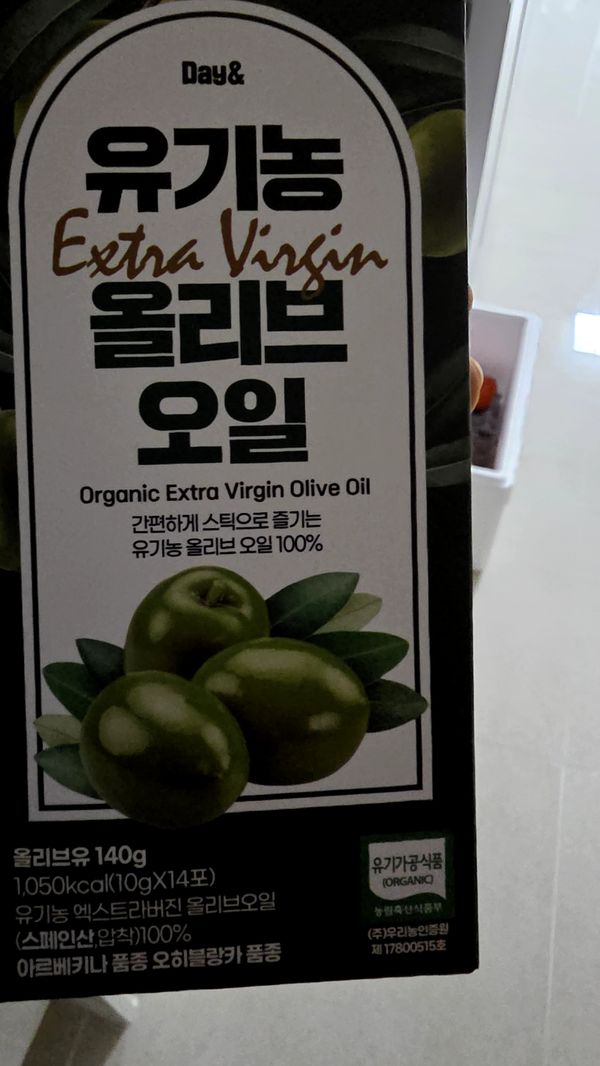 Day&
유기농
Extra Virgin
올리브
오일
Organic Extra Virgin Olive Oil
간편하게 스틱으로 즐기는
유기농 올리브 오일 100%
올리브유 140g
1,050kcal(10gX14포)
유기농 엑스트라버진 올리브오일
(스페인산,압착)100%
아르베키나 품종 오히블랑카 품종
유기가공식품
(ORGANIC)
농림축산식품부
(주)우리농인증원
제 17800515호